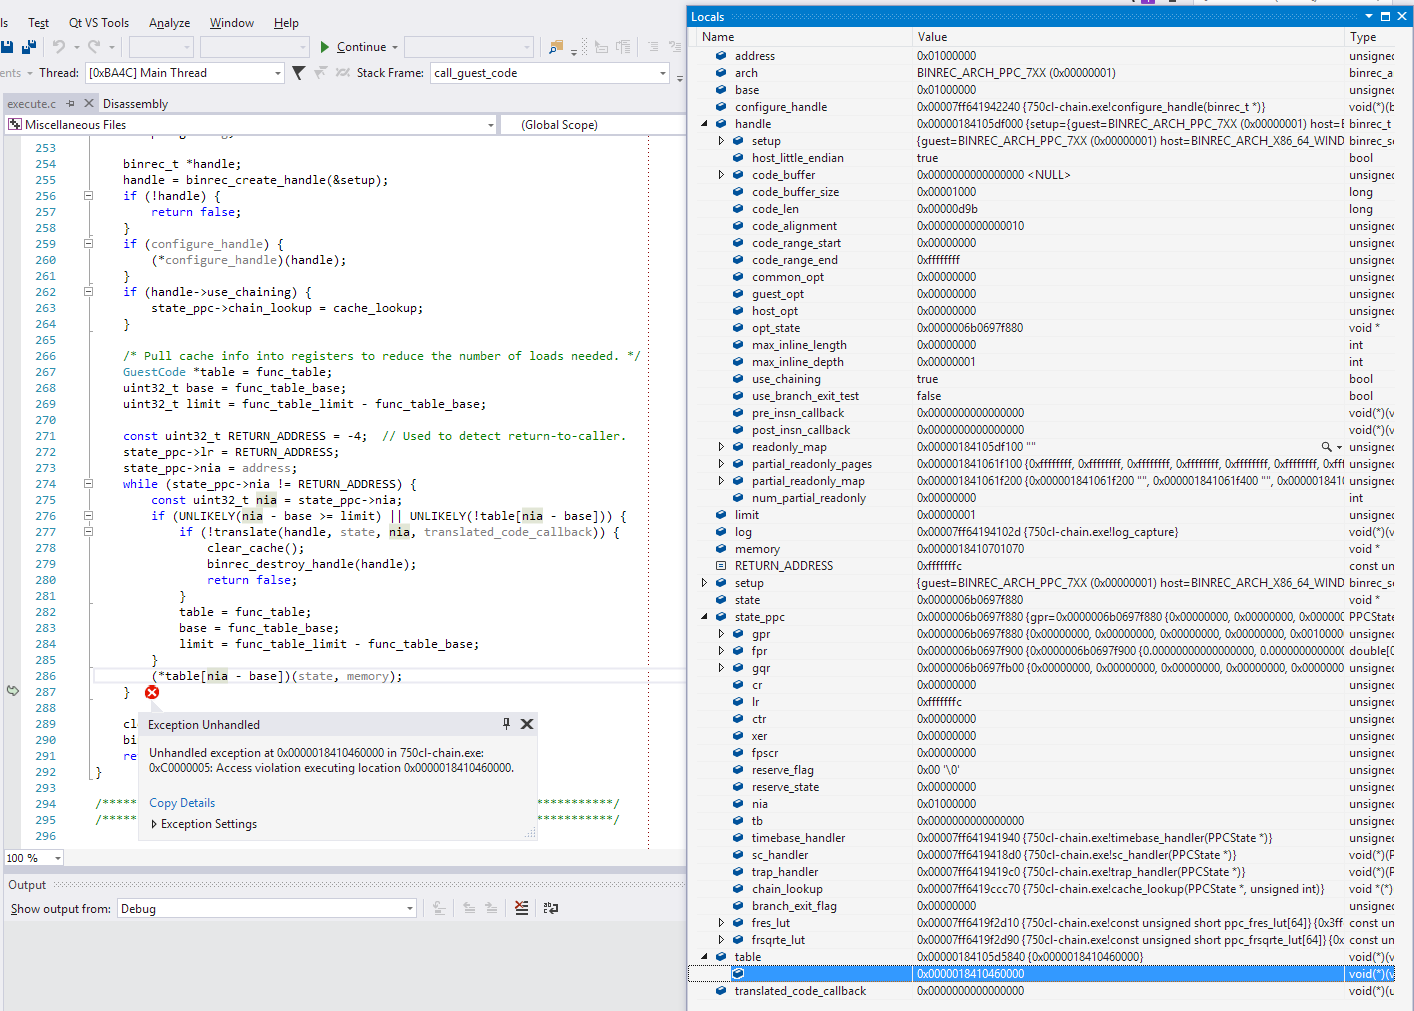 ls Test Qt VS Tools Analyze Window Help
Continue
ents Thread: [0xBA4C] Main Thread Stack Frame: call_guest_code
execute.c Disassembly
Miscellaneous Files (Global Scope)
253
254 binrec_t *handle;
255 handle = binrec_create_handle(&setup);
256 if (!handle) {
257 return false;
258 }
259 if (configure_handle) {
260 (*configure_handle)(handle);
261 }
262 if (handle->use_chaining) {
263 state_ppc->chain_lookup = cache_lookup;
264 }
265
266 /* Pull cache info into registers to reduce the number of loads needed. */
267 GuestCode *table = func_table;
268 uint32_t base = func_table_base;
269 uint32_t limit = func_table_limit - func_table_base;
270
271 const uint32_t RETURN_ADDRESS = -4;  // Used to detect return-to-caller.
272 state_ppc->lr = RETURN_ADDRESS;
273 state_ppc->nia = address;
274 while (state_ppc->nia != RETURN_ADDRESS) {
275 const uint32_t nia = state_ppc->nia;
276 if (UNLIKELY(nia - base >= limit) || UNLIKELY(!table[nia - base])) {
277 if (!translate(handle, state, nia, translated_code_callback)) {
278 clear_cache();
279 binrec_destroy_handle(handle);
280 return false;
281 }
282 table = func_table;
283 base = func_table_base;
284 limit = func_table_limit - func_table_base;
285 }
286 (*table[nia - base])(state, memory);
287 }
288
289 cl
290 bi
291 re
292 }
293
294 /***** ***********/
295 /***** ***********/
296
Exception Unhandled
Unhandled exception at 0x0000018410460000 in 750cl-chain.exe:
0xC0000005: Access violation executing location 0x0000018410460000.
Copy Details
Exception Settings
100 %
Output
Show output from: Debug
Locals
Name Value Type
address 0x01000000 unsigned
arch BINREC_ARCH_PPC_7XX (0x00000001) binrec_a
base 0x01000000 unsigned
configure_handle 0x00007ff641942240 {750cl-chain.exe!configure_handle(binrec_t *)} void(*)(b
handle 0x00000184105df000 {setup={guest=BINREC_ARCH_PPC_7XX (0x00000001) host=E binrec_t
setup {guest=BINREC_ARCH_PPC_7XX (0x00000001) host=BINREC_ARCH_X86_64_WIND binrec_se
host_little_endian true bool
code_buffer 0x0000000000000000 <NULL> unsigned
code_buffer_size 0x00001000 long
code_len 0x00000d9b long
code_alignment 0x0000000000000010 unsigned
code_range_start 0x00000000 unsigned
code_range_end 0xffffffff unsigned
common_opt 0x00000000 unsigned
guest_opt 0x00000000 unsigned
host_opt 0x00000000 unsigned
opt_state 0x0000006b0697f880 void *
max_inline_length 0x00000000 int
max_inline_depth 0x00000001 int
use_chaining true bool
use_branch_exit_test false bool
pre_insn_callback 0x0000000000000000 void(*)(v
post_insn_callback 0x0000000000000000 void(*)(v
readonly_map 0x00000184105df100 "" unsigned
partial_readonly_pages 0x000001841061f100 {0xffffffff, 0xffffffff, 0xffffffff, 0xffffffff, 0xffffffff, 0xffffffff, 0xfff unsigned
partial_readonly_map 0x000001841061f200 {0x000001841061f200 "", 0x000001841061f400 "", 0x0000018410 unsigned
num_partial_readonly 0x00000000 int
limit 0x00000001 unsigned
log 0x00007ff64194102d {750cl-chain.exe!log_capture} void(*)(v
memory 0x0000018410701070 void *
RETURN_ADDRESS 0xfffffffc const un
setup {guest=BINREC_ARCH_PPC_7XX (0x00000001) host=BINREC_ARCH_X86_64_WIND binrec_se
state 0x0000006b0697f880 void *
state_ppc 0x0000006b0697f880 {gpr=0x0000006b0697f880 {0x00000000, 0x00000000, 0x000000 PPCState
gpr 0x0000006b0697f880 {0x00000000, 0x00000000, 0x00000000, 0x00000000, 0x00100000 unsigned
fpr 0x0000006b0697f900 {0x0000006b0697f900 {0.0000000000000000, 0.000000000000 double[0
gqr 0x0000006b0697fb00 {0x00000000, 0x00000000, 0x00000000, 0x00000000, 0x0000000 unsigned
cr 0x00000000 unsigned
lr 0xfffffffc unsigned
ctr 0x00000000 unsigned
xer 0x00000000 unsigned
fpscr 0x00000000 unsigned
reserve_flag 0x00 '\0' unsigned
reserve_state 0x00000000 unsigned
nia 0x01000000 unsigned
tb 0x0000000000000000 unsigned
timebase_handler 0x00007ff641941940 {750cl-chain.exe!timebase_handler(PPCState *)} unsigned
sc_handler 0x00007ff6419418d0 {750cl-chain.exe!sc_handler(PPCState *)} void(*)(P
trap_handler 0x00007ff6419419c0 {750cl-chain.exe!trap_handler(PPCState *)} void(*)(P
chain_lookup 0x00007ff6419ccc70 {750cl-chain.exe!cache_lookup(PPCState *, unsigned int)} void *(*)
branch_exit_flag 0x00000000 unsigned
fres_lut 0x00007ff6419f2d10 {750cl-chain.exe!const unsigned short ppc_fres_lut[64]} {0x3ff const un
frsqrte_lut 0x00007ff6419f2d90 {750cl-chain.exe!const unsigned short ppc_frsqrte_lut[64]} {0x const un
table 0x00000184105d5840 {0x0000018410460000} void(*)(v
0x0000018410460000 void(*)(v
translated_code_callback 0x0000000000000000 void(*)(u